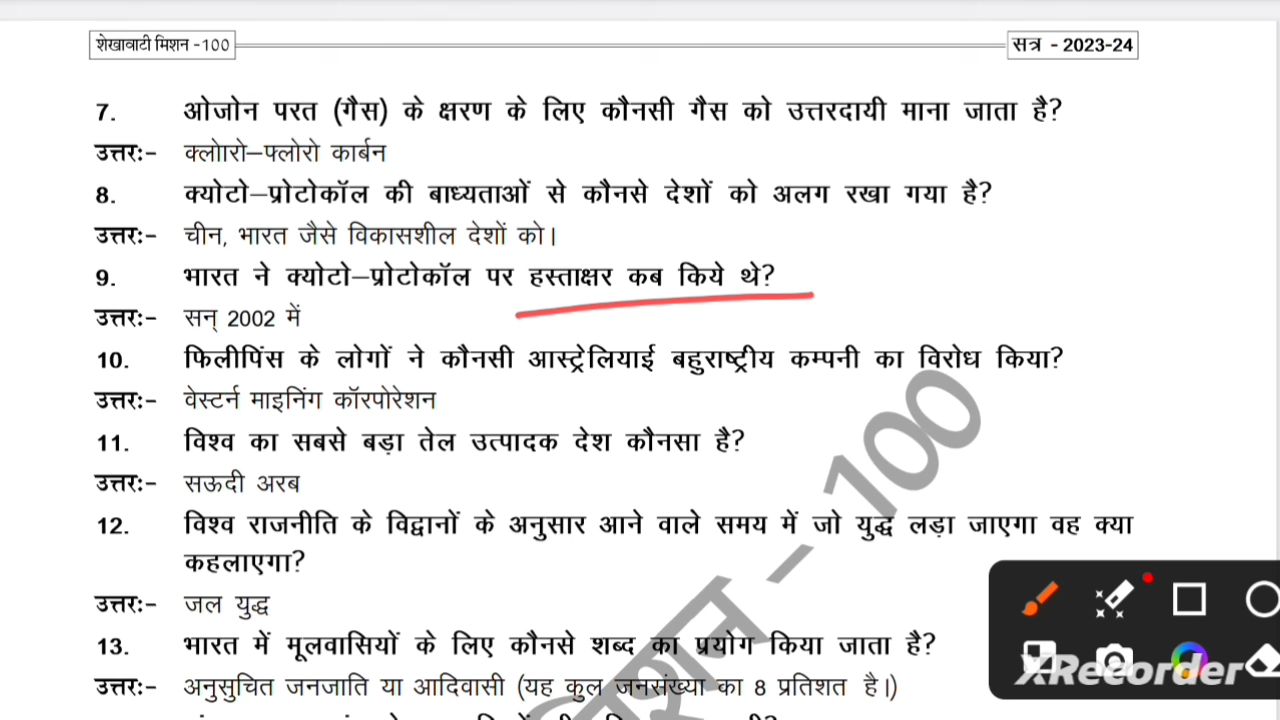 शेखावाटी मिशन -100
सत्र - 2023-24
7. ओजोन परत (गैस) के क्षरण के लिए कौनसी गैस को उत्तरदायी माना जाता है?
उत्तरः- क्लोारो–फ्लोरो कार्बन
8. क्योटो–प्रोटोकॉल की बाध्यताओं से कौनसे देशों को अलग रखा गया है?
उत्तरः- चीन, भारत जैसे विकासशील देशों को।
9. भारत ने क्योटो–प्रोटोकॉल पर हस्ताक्षर कब किये थे?
उत्तरः- सन् 2002 में
10. फिलीपिंस के लोगों ने कौनसी आस्ट्रेलियाई बहुराष्ट्रीय कम्पनी का विरोध किया?
उत्तरः- वेस्टर्न माइनिंग कॉरपोरेशन
11. विश्व का सबसे बड़ा तेल उत्पादक देश कौनसा है?
उत्तरः- सऊदी अरब
12. विश्व राजनीति के विद्वानों के अनुसार आने वाले समय में जो युद्ध लड़ा जाएगा वह क्या
कहलाएगा?
उत्तरः- जल युद्ध
13. भारत में मूलवासियों के लिए कौनसे शब्द का प्रयोग किया जाता है?
उत्तरः- अनुसुचित जनजाति या आदिवासी (यह कुल जनसंख्या का 8 प्रतिशत है।)
मिशन - 100
XRecorder